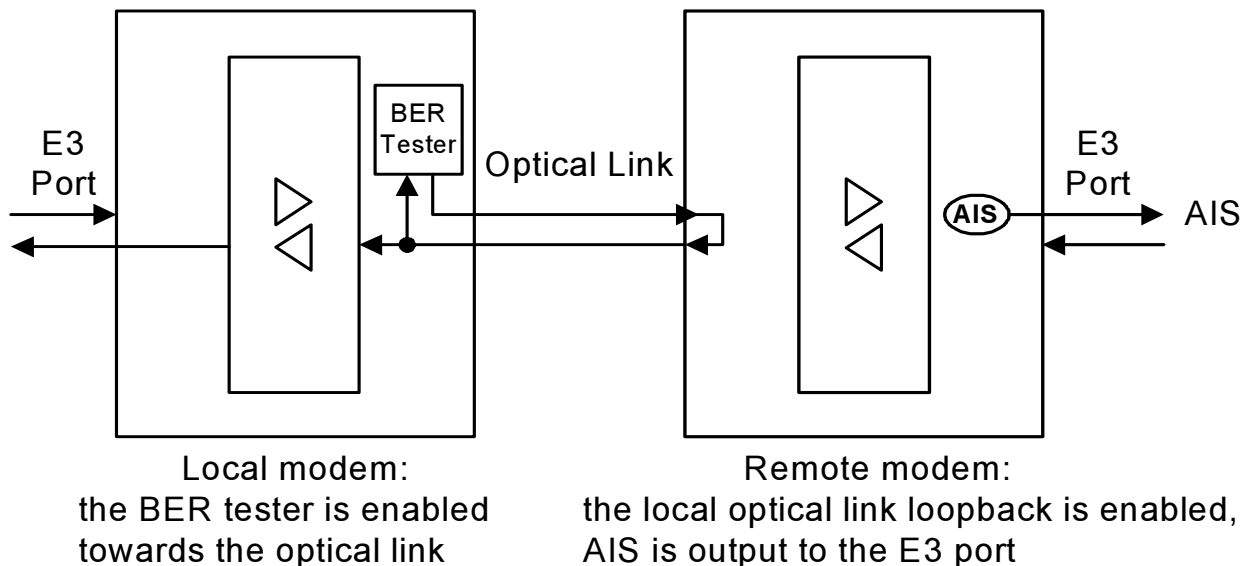 BER
Tester
E3
Port
Optical Link
E3
Port
AIS
AIS
Local modem:
the BER tester is enabled
towards the optical link
Remote modem:
the local optical link loopback is enabled,
AIS is output to the E3 port